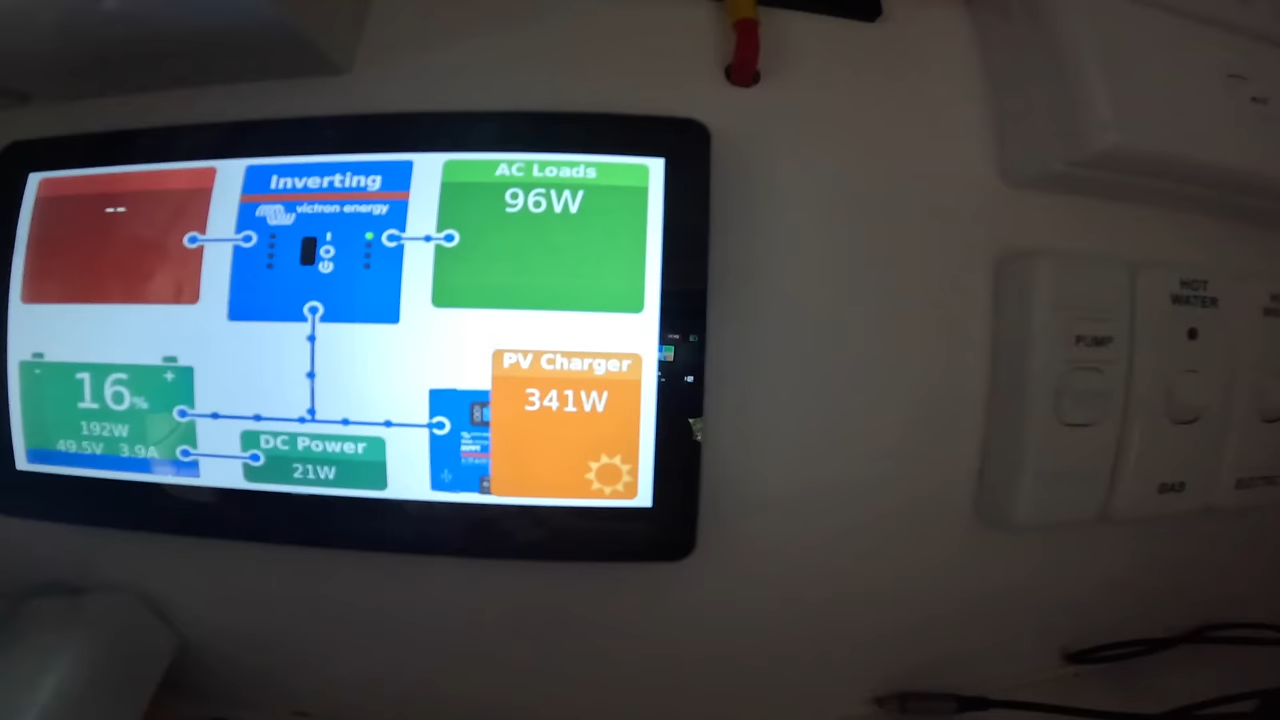 --
Inverting
victron energy
AC Loads
96W
16%
192W
49.5V 3.9A
DC Power
21W
PV Charger
341W
PUMP
HOT
WATER
GAS